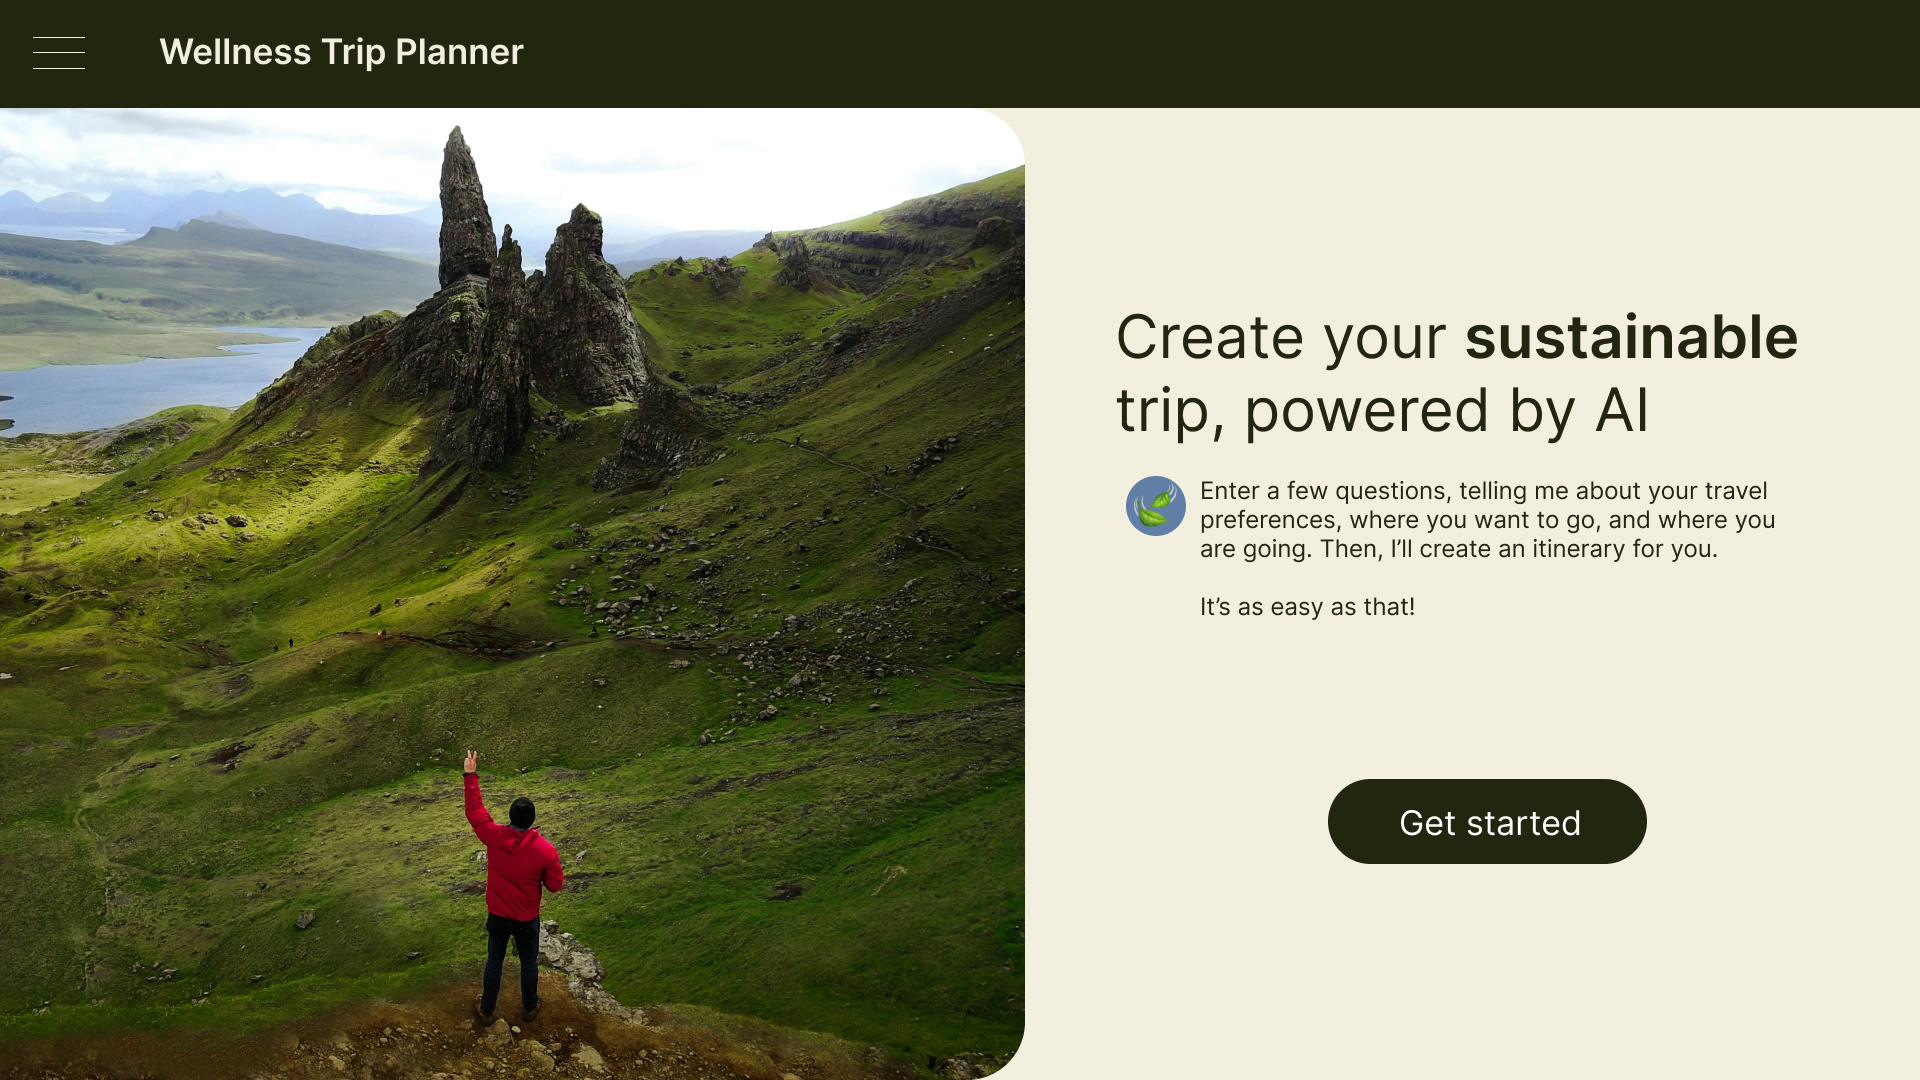 Wellness Trip Planner
Create your sustainable
trip, powered by AI
Enter a few questions, telling me about your travel
preferences, where you want to go, and where you
are going. Then, I’ll create an itinerary for you.
It’s as easy as that!
Get started